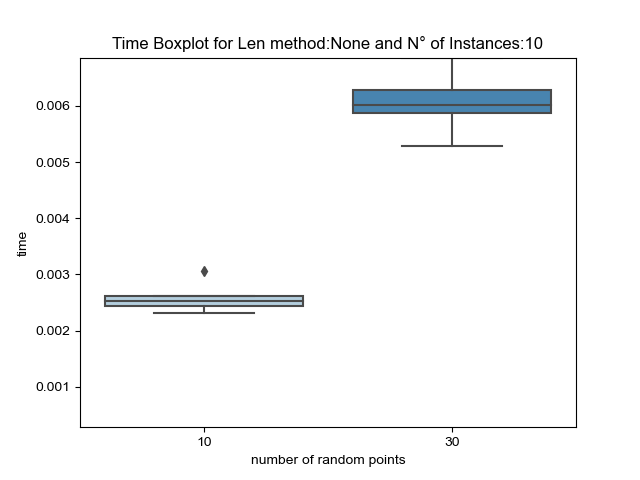 Time Boxplot for Len method:None and N° of Instances:10
0.006
0.005
0.004
0.003
0.002
0.001
time
10
30
number of random points